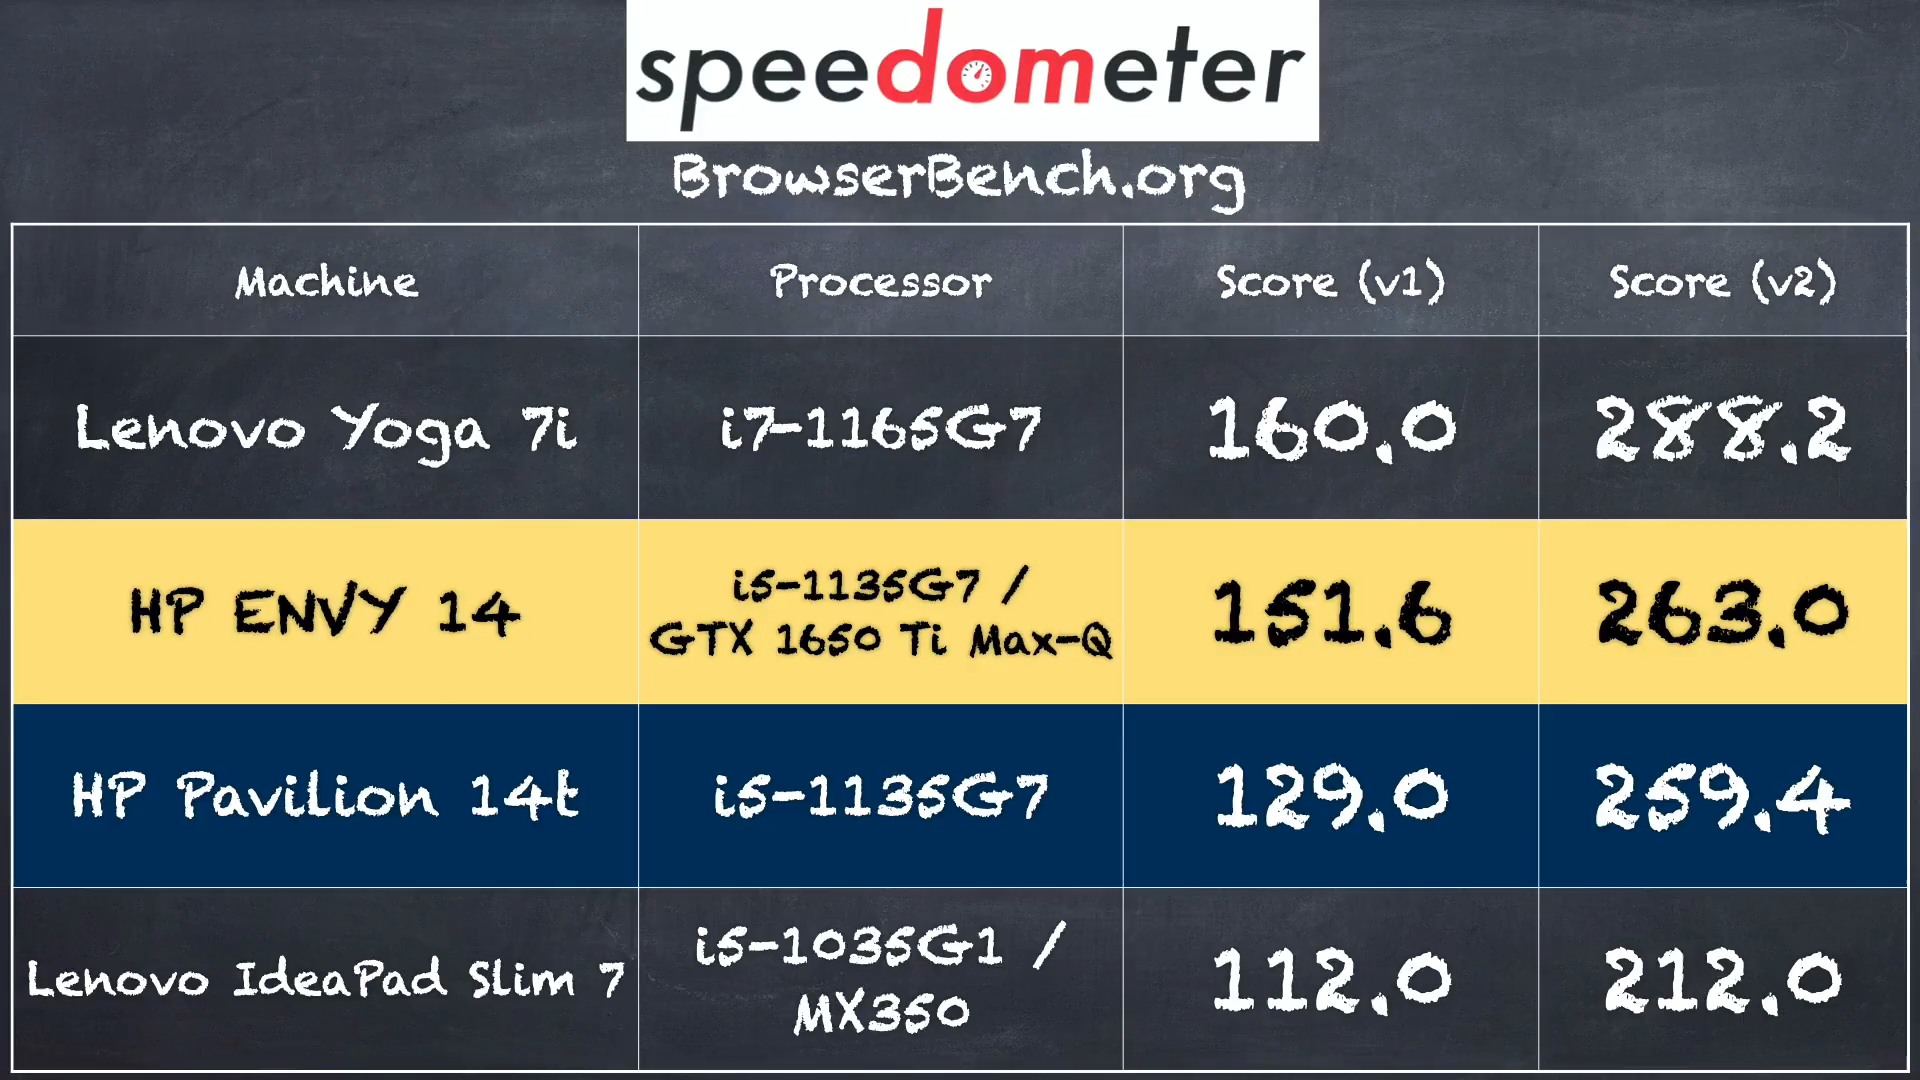 speedometer
BrowserBench.org
Machine Processor Score (v1) Score (v2)
Lenovo Yoga 7i i7-1165G7 160.0 288.2
HP ENVY 14 i5-1135G7 /
GTX 1650 Ti Max-Q 151.6 263.0
HP Pavilion 14t i5-1135G7 129.0 259.4
Lenovo IdeaPad Slim 7 i5-1035G1 /
MX350 112.0 212.0